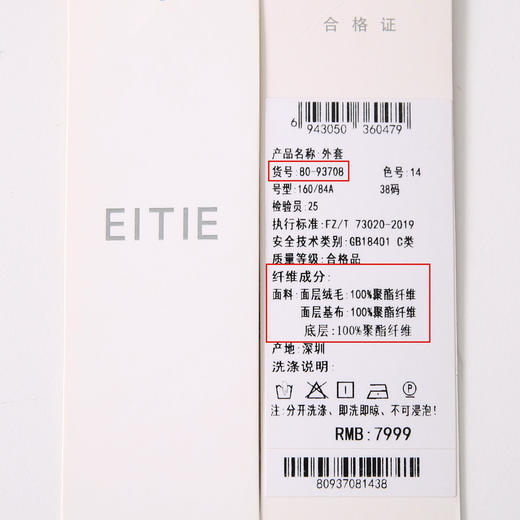 EITIE
合格证
6 943050 360479
产品名称:外套
货号:80-93708 色号:14
号型:160/84A 38码
检验员:25
执行标准:FZ/T 73020-2019
安全技术类别:GB18401 C类
质量等级:合格品
纤维成分:
面料:面层绒毛:100%聚酯纤维
面层基布:100%聚酯纤维
底层:100%聚酯纤维
产地:深圳
洗涤说明:
P
注:分开洗涤、即洗即晾、不可浸泡!
RMB:7999
80937081438